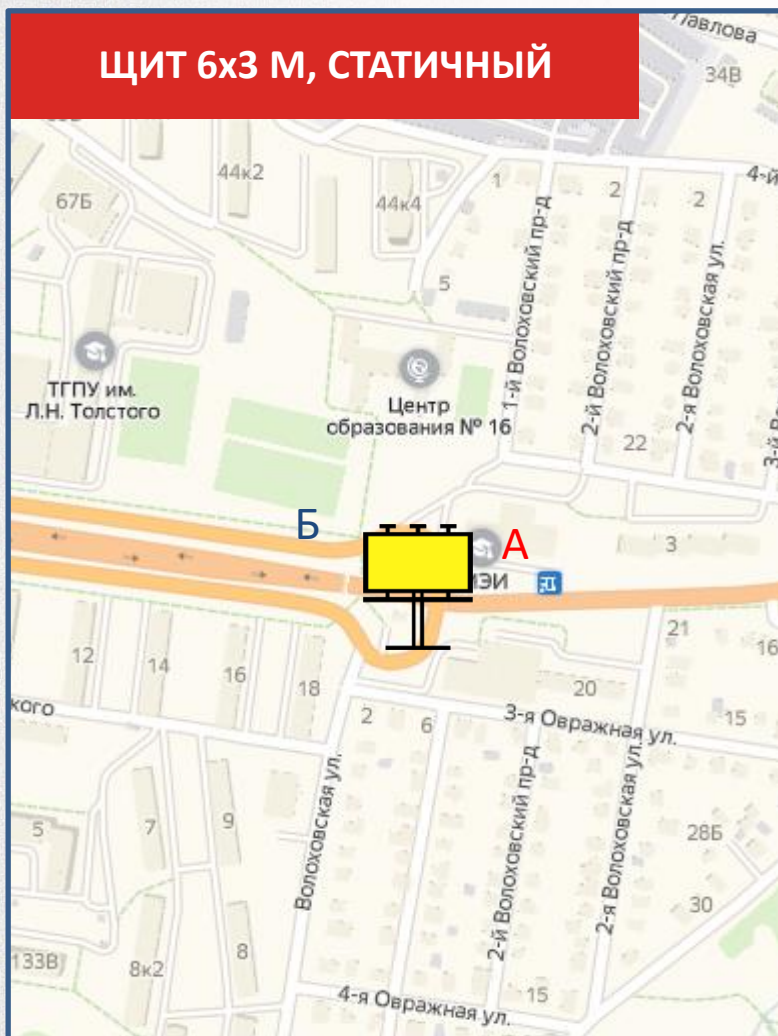 ЩИТ 6х3 М, СТАТИЧНЫЙ
Павлова
34В
44к2
67Б
44к4
1
2
2
4-й
5
1-й Волоховский пр-д
2-й Волоховский пр-д
2-я Волоховская ул.
ТГПУ им.
Л.Н. Толстого
Центр
образования № 16
22
3-й
Б
А
3
ИЭИ
12
14
16
18
21
16
20
кого
2
6
3-я Овражная ул.
15
5
7
9
Волоховская ул.
2-й Волоховский пр-д
2-я Волоховская ул.
28Б
30
133В
8к2
8
15
4-я Овражная ул.